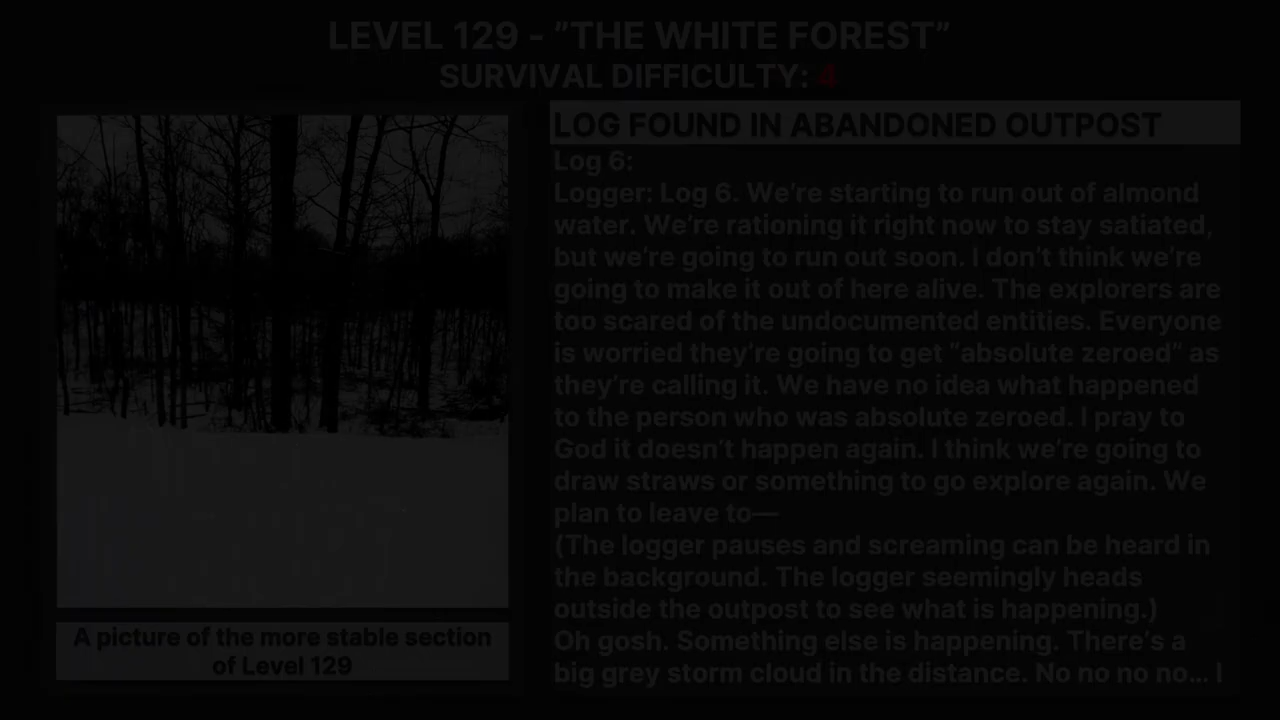 LEVEL 129 - ”THE WHITE FOREST”
SURVIVAL DIFFICULTY: 4
LOG FOUND IN ABANDONED OUTPOST
Log 6:
Logger: Log 6. We’re starting to run out of almond
water. We’re rationing it right now to stay satiated,
but we’re going to run out soon. I don’t think we’re
going to make it out of here alive. The explorers are
too scared of the undocumented entities. Everyone
is worried they’re going to get “absolute zeroed” as
they’re calling it. We have no idea what happened
to the person who was absolute zeroed. I pray to
God it doesn’t happen again. I think we’re going to
draw straws or something to go explore again. We
plan to leave to—
(The logger pauses and screaming can be heard in
the background. The logger seemingly heads
outside the outpost to see what is happening.)
Oh gosh. Something else is happening. There’s a
big grey storm cloud in the distance. No no no no... I
A picture of the more stable section
of Level 129